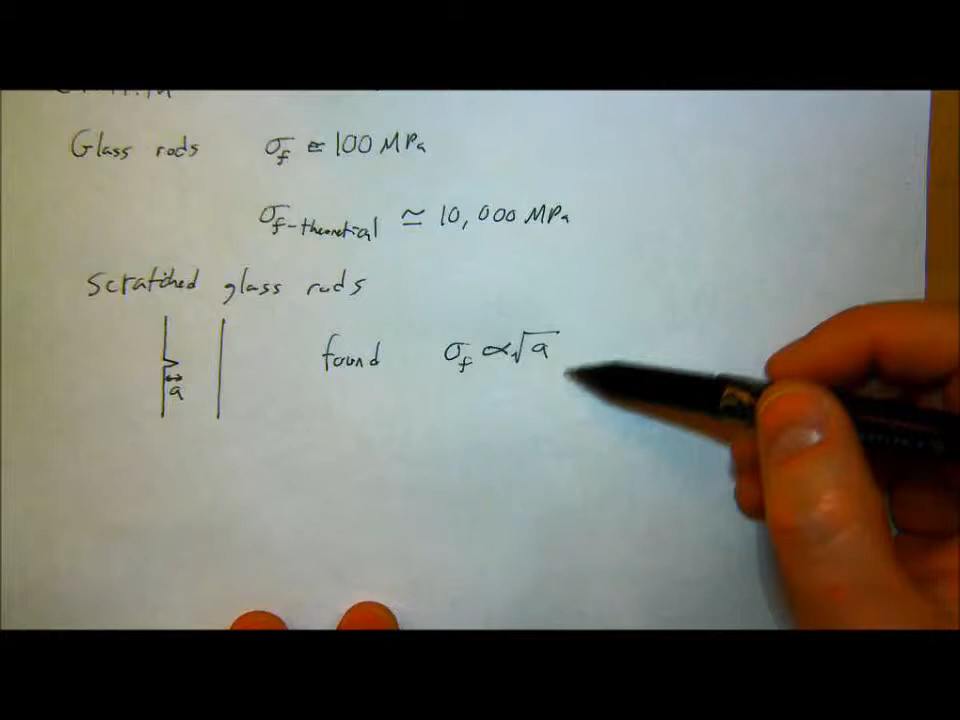 Glass rods σf ≅ 100 MPa
σf-theoretical ≃ 10,000 MPa
Scratched glass rods
found σf ∝ √a
a